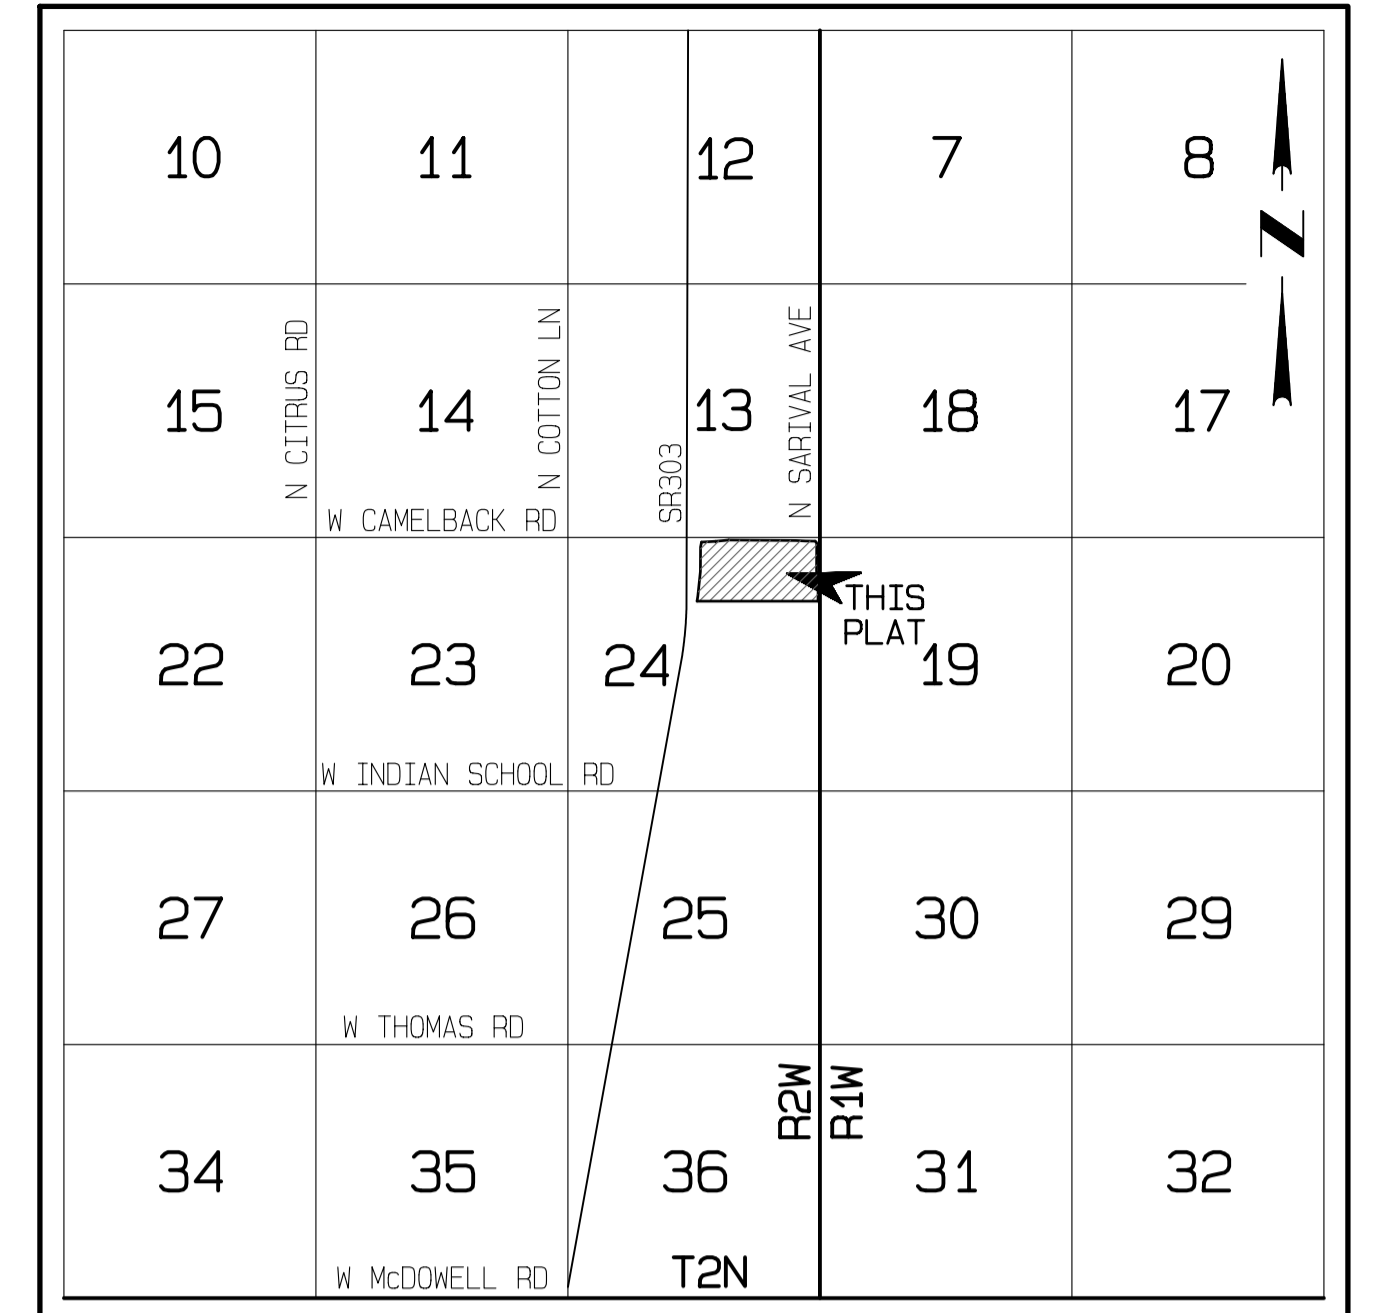 10 11 12 7 8
N
N CITRUS RD
N COTTON LN
SR303
N SARIVAL AVE
15 14 13 18 17
W CAMELBACK RD
THIS
PLAT
22 23 24 19 20
W INDIAN SCHOOL RD
27 26 25 30 29
W THOMAS RD
R2W
R1W
34 35 36 31 32
W McDOWELL RD
T2N